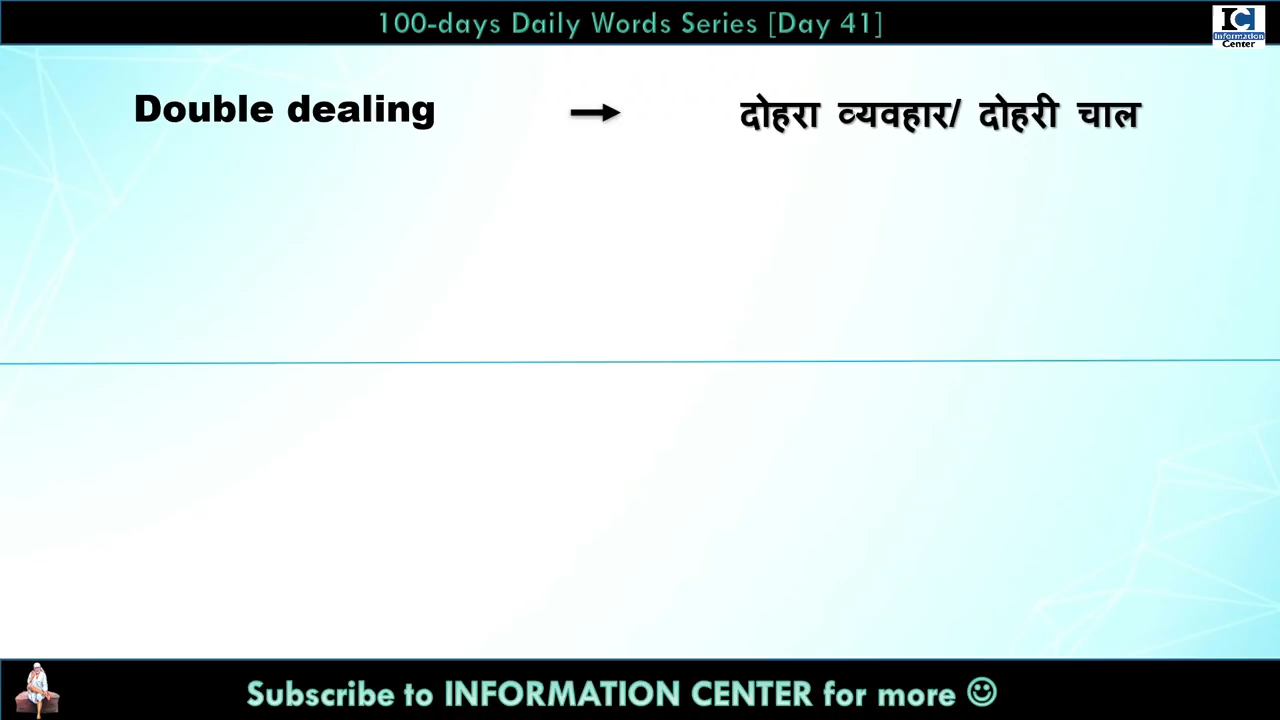 100-days Daily Words Series [Day 41]
IC
Information
Center
Double dealing → दोहरा व्यवहार/ दोहरी चाल
Subscribe to INFORMATION CENTER for more ☺